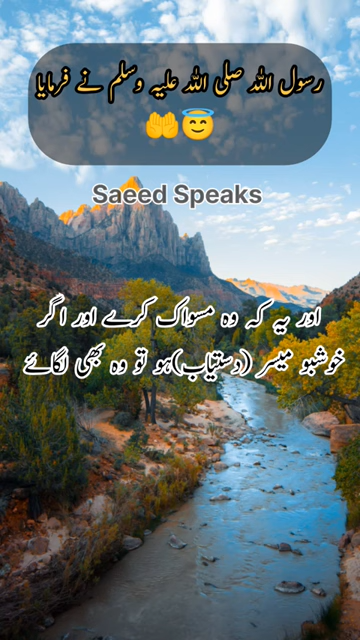 رسول اللہ صلی اللہ علیہ وسلم نے فرمایا
🤲😇
Saeed Speaks
اور یہ کہ وہ مسواک کرے اور اگر
خوشبو میسر (دستیاب)ہو تو وہ بھی لگائے